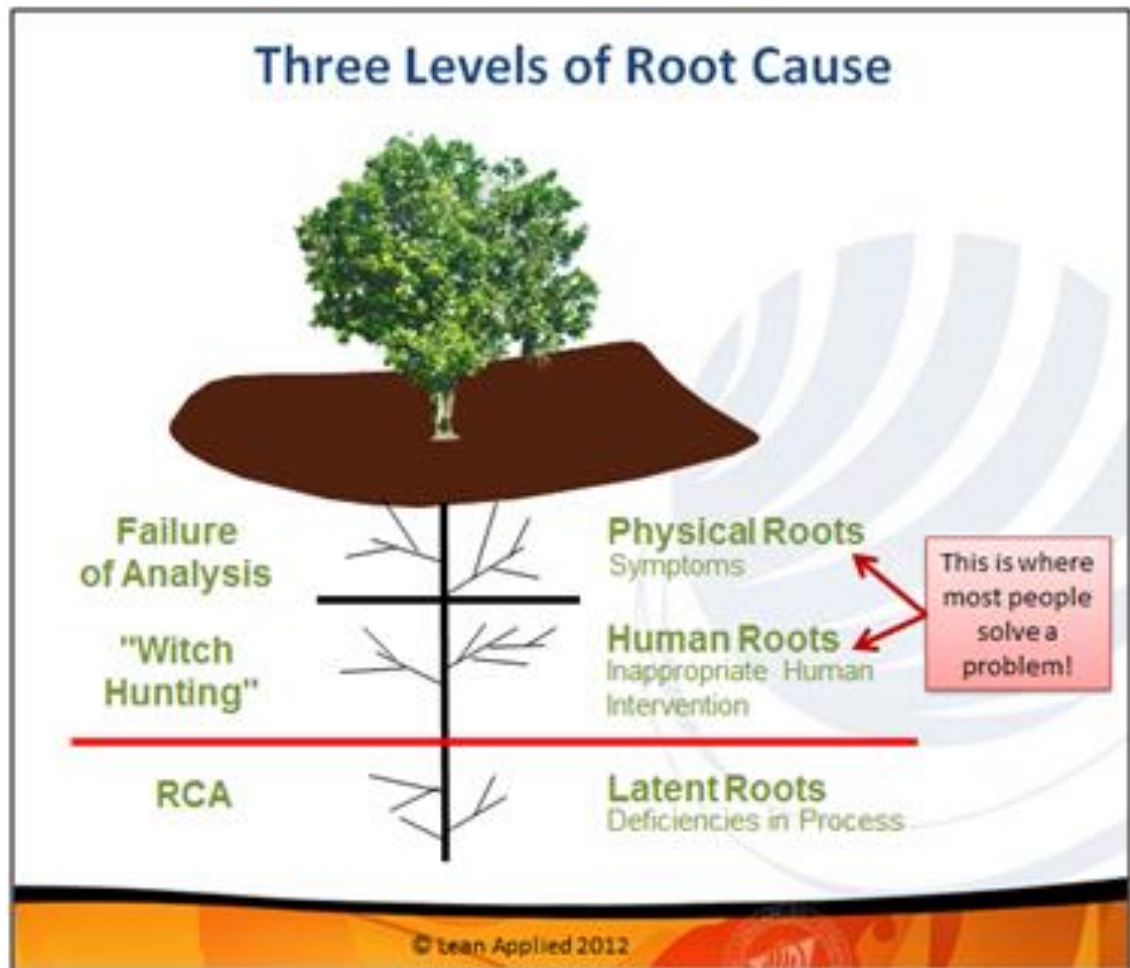 Three Levels of Root Cause
Failure
of Analysis
Physical Roots
Symptoms
This is where
most people
solve a
problem!
"Witch
Hunting"
Human Roots
Inappropriate Human
Intervention
RCA
Latent Roots
Deficiencies in Process
© Lean Applied 2012